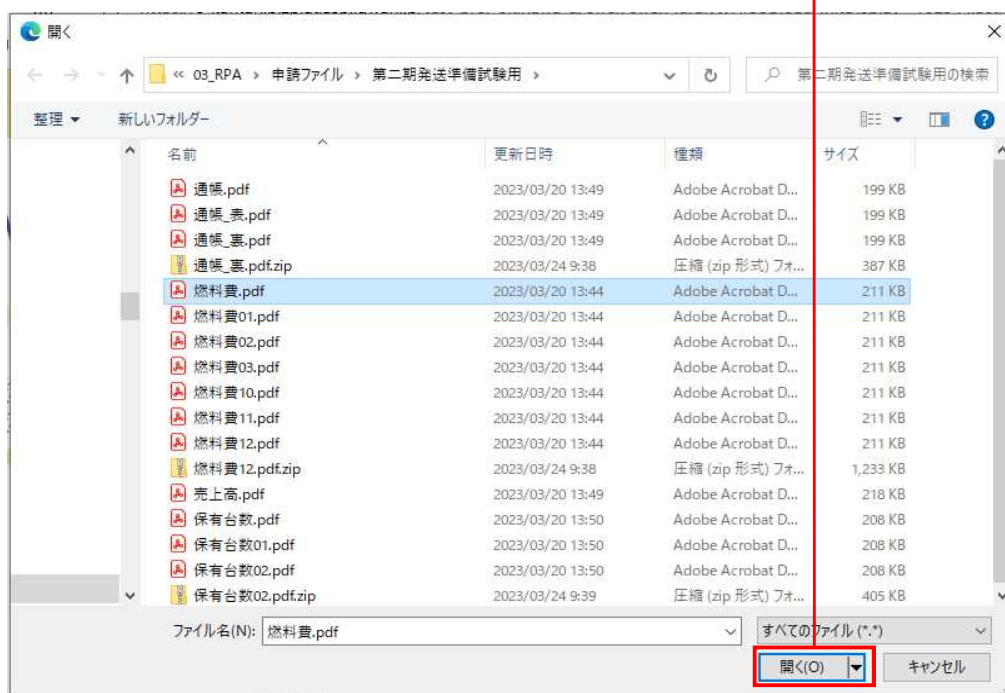 開く
« 03_RPA › 申請ファイル › 第二期発送準備試験用 ›
第二期発送準備試験用の検索
整理 新しいフォルダー
名前 更新日時 種類 サイズ
通帳.pdf 2023/03/20 13:49 Adobe Acrobat D... 199 KB
通帳_表.pdf 2023/03/20 13:49 Adobe Acrobat D... 199 KB
通帳_裏.pdf 2023/03/20 13:49 Adobe Acrobat D... 199 KB
通帳_裏.pdf.zip 2023/03/24 9:38 圧縮 (zip 形式) フォ... 387 KB
燃料費.pdf 2023/03/20 13:44 Adobe Acrobat D... 211 KB
燃料費01.pdf 2023/03/20 13:44 Adobe Acrobat D... 211 KB
燃料費02.pdf 2023/03/20 13:44 Adobe Acrobat D... 211 KB
燃料費03.pdf 2023/03/20 13:44 Adobe Acrobat D... 211 KB
燃料費10.pdf 2023/03/20 13:44 Adobe Acrobat D... 211 KB
燃料費11.pdf 2023/03/20 13:44 Adobe Acrobat D... 211 KB
燃料費12.pdf 2023/03/20 13:44 Adobe Acrobat D... 211 KB
燃料費12.pdf.zip 2023/03/24 9:38 圧縮 (zip 形式) フォ... 1,233 KB
売上高.pdf 2023/03/20 13:49 Adobe Acrobat D... 218 KB
保有台数.pdf 2023/03/20 13:50 Adobe Acrobat D... 208 KB
保有台数01.pdf 2023/03/20 13:50 Adobe Acrobat D... 208 KB
保有台数02.pdf 2023/03/20 13:50 Adobe Acrobat D... 208 KB
保有台数02.pdf.zip 2023/03/24 9:39 圧縮 (zip 形式) フォ... 405 KB
ファイル名(N): 燃料費.pdf すべてのファイル (*.*)
開く(O) キャンセル